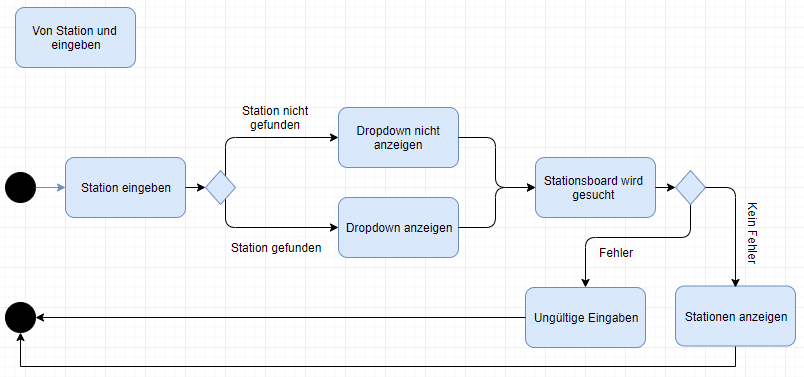 Von Station und
eingeben
Station nicht
gefunden
Dropdown nicht
anzeigen
Station eingeben
Stationsboard wird
gesucht
Dropdown anzeigen
Station gefunden
Kein Fehler
Fehler
Ungültige Eingaben
Stationen anzeigen